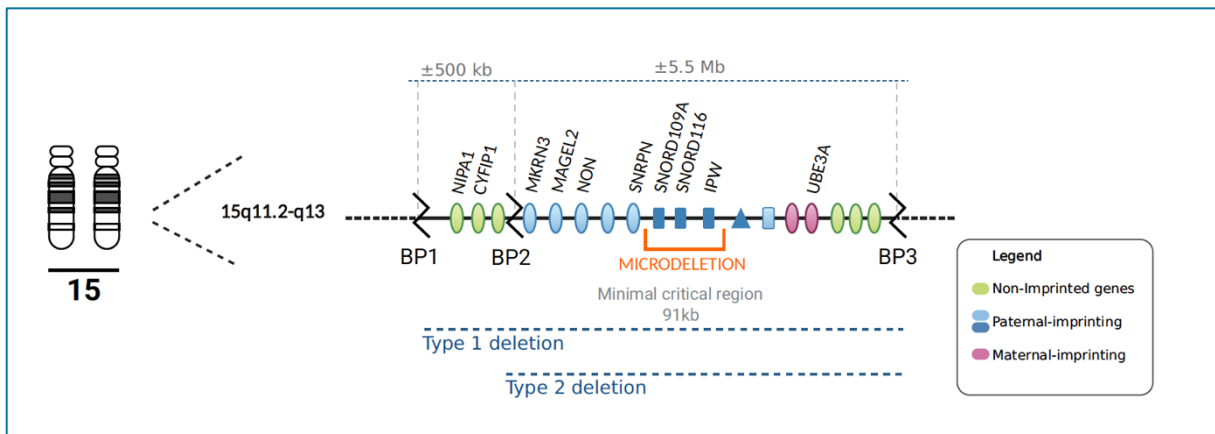 ±500 kb
±5.5 Mb
NIPA1
CYFIP1
MKRN3
MAGEL2
NON
SNRPN
SNORD109A
SNORD116
IPW
UBE3A
15q11.2-q13
BP1
BP2
BP3
MICRODELETION
Minimal critical region
91kb
15
Type 1 deletion
Type 2 deletion
Legend
Non-Imprinted genes
Paternal-imprinting
Maternal-imprinting